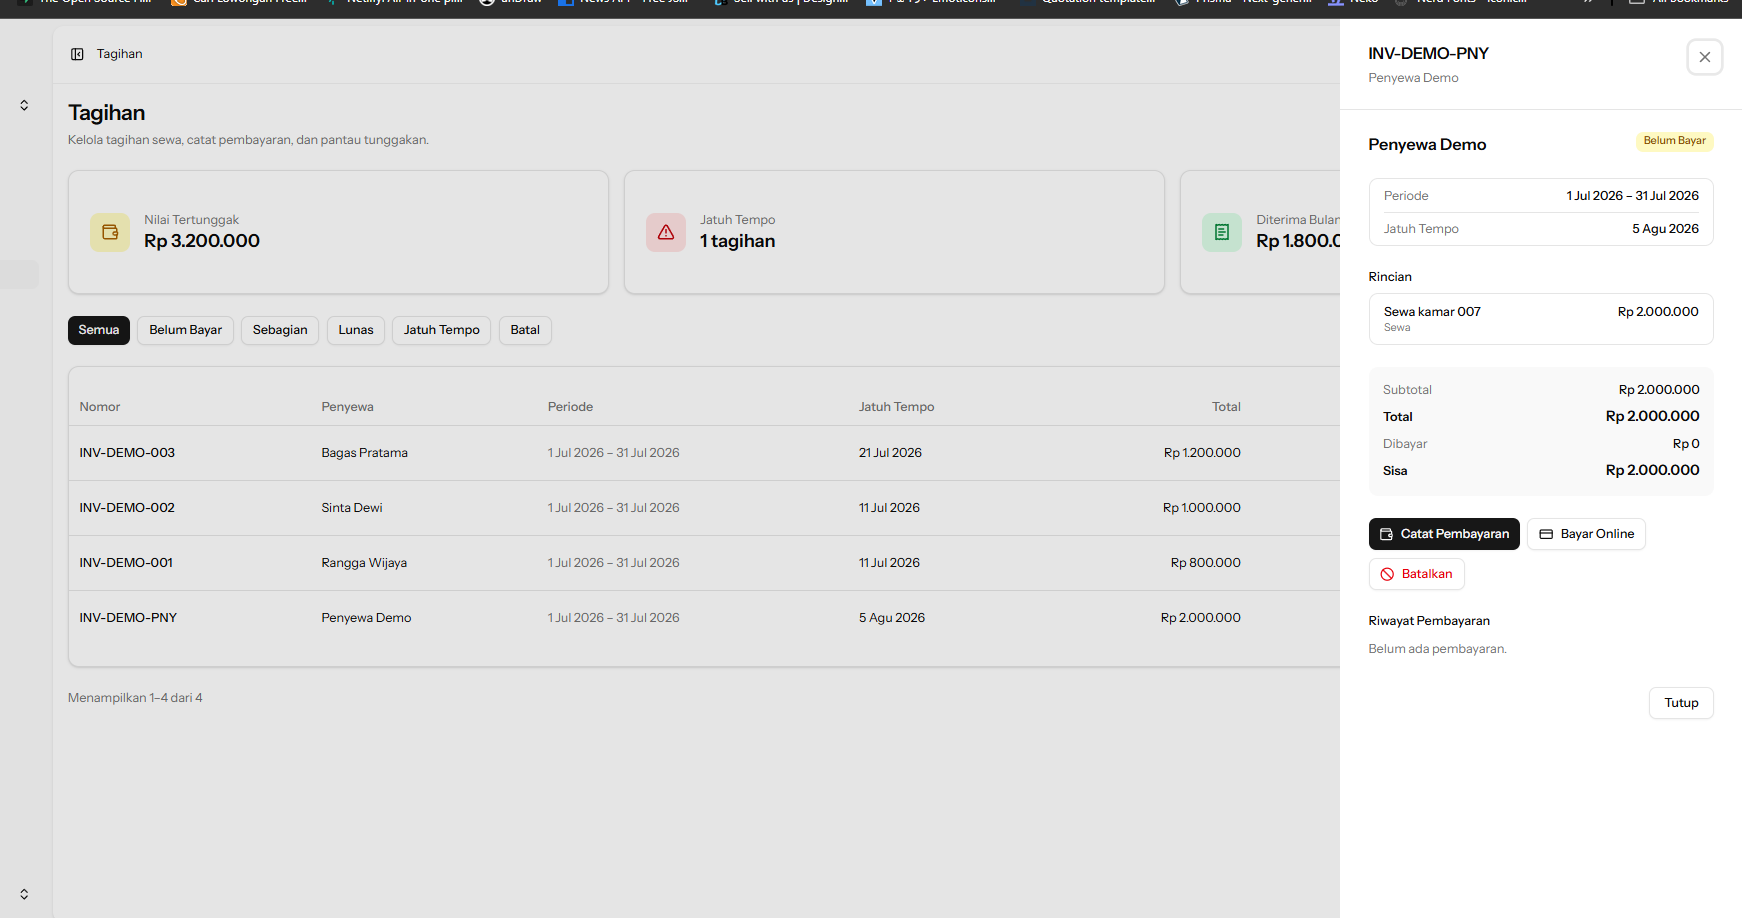 Tagihan
Tagihan
Kelola tagihan sewa, catat pembayaran, dan pantau tunggakan.
Nilai Tertunggak
Rp 3.200.000
Jatuh Tempo
1 tagihan
Diterima Bulan
Rp 1.800.0
Semua
Belum Bayar
Sebagian
Lunas
Jatuh Tempo
Batal
Nomor Penyewa Periode Jatuh Tempo Total
INV-DEMO-003 Bagas Pratama 1 Jul 2026 – 31 Jul 2026 21 Jul 2026 Rp 1.200.000
INV-DEMO-002 Sinta Dewi 1 Jul 2026 – 31 Jul 2026 11 Jul 2026 Rp 1.000.000
INV-DEMO-001 Rangga Wijaya 1 Jul 2026 – 31 Jul 2026 11 Jul 2026 Rp 800.000
INV-DEMO-PNY Penyewa Demo 1 Jul 2026 – 31 Jul 2026 5 Agu 2026 Rp 2.000.000
Menampilkan 1–4 dari 4
INV-DEMO-PNY
Penyewa Demo
Penyewa Demo
Belum Bayar
Periode 1 Jul 2026 – 31 Jul 2026
Jatuh Tempo 5 Agu 2026
Rincian
Sewa kamar 007 Rp 2.000.000
Sewa
Subtotal Rp 2.000.000
Total Rp 2.000.000
Dibayar Rp 0
Sisa Rp 2.000.000
Catat Pembayaran
Bayar Online
Batalkan
Riwayat Pembayaran
Belum ada pembayaran.
Tutup